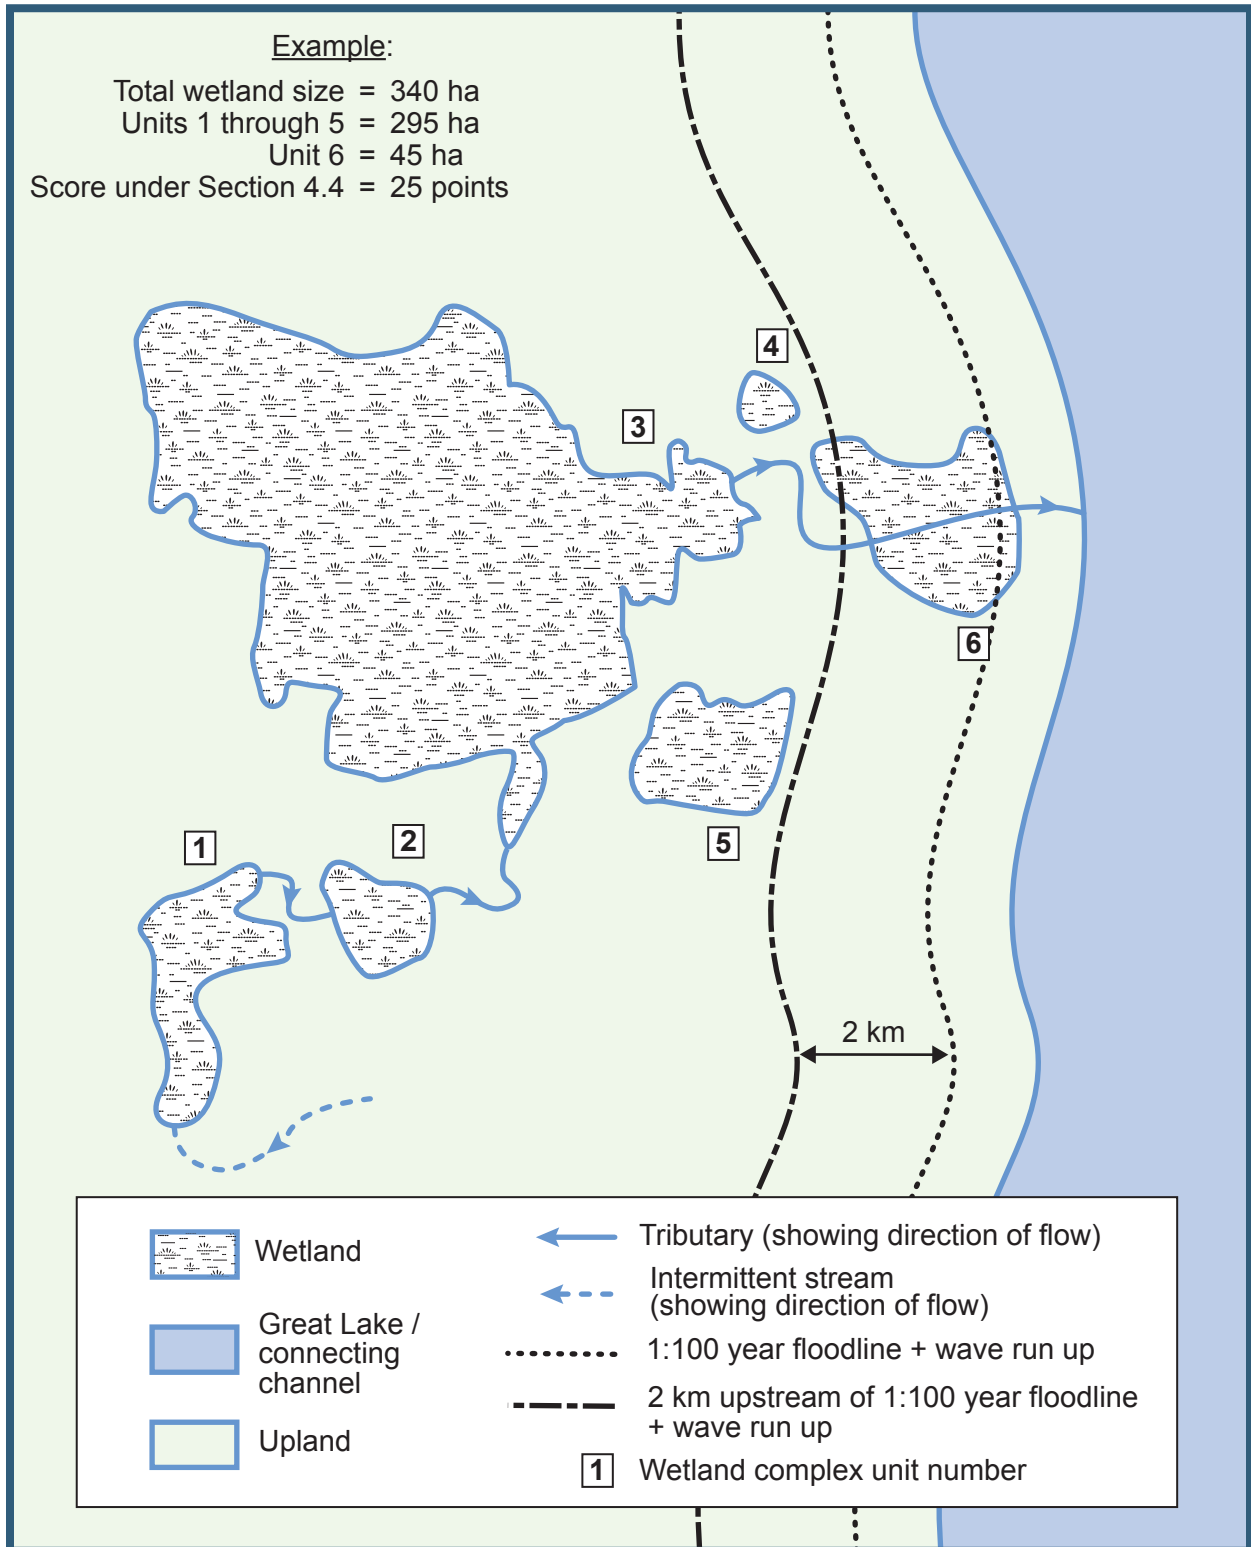 Example:
Total wetland size = 340 ha
Units 1 through 5 = 295 ha
Unit 6 = 45 ha
Score under Section 4.4 = 25 points
4
3
6
5
1
2
2 km
Wetland
Great Lake /
connecting
channel
Upland
Tributary (showing direction of flow)
Intermittent stream
(showing direction of flow)
1:100 year floodline + wave run up
2 km upstream of 1:100 year floodline
+ wave run up
1 Wetland complex unit number